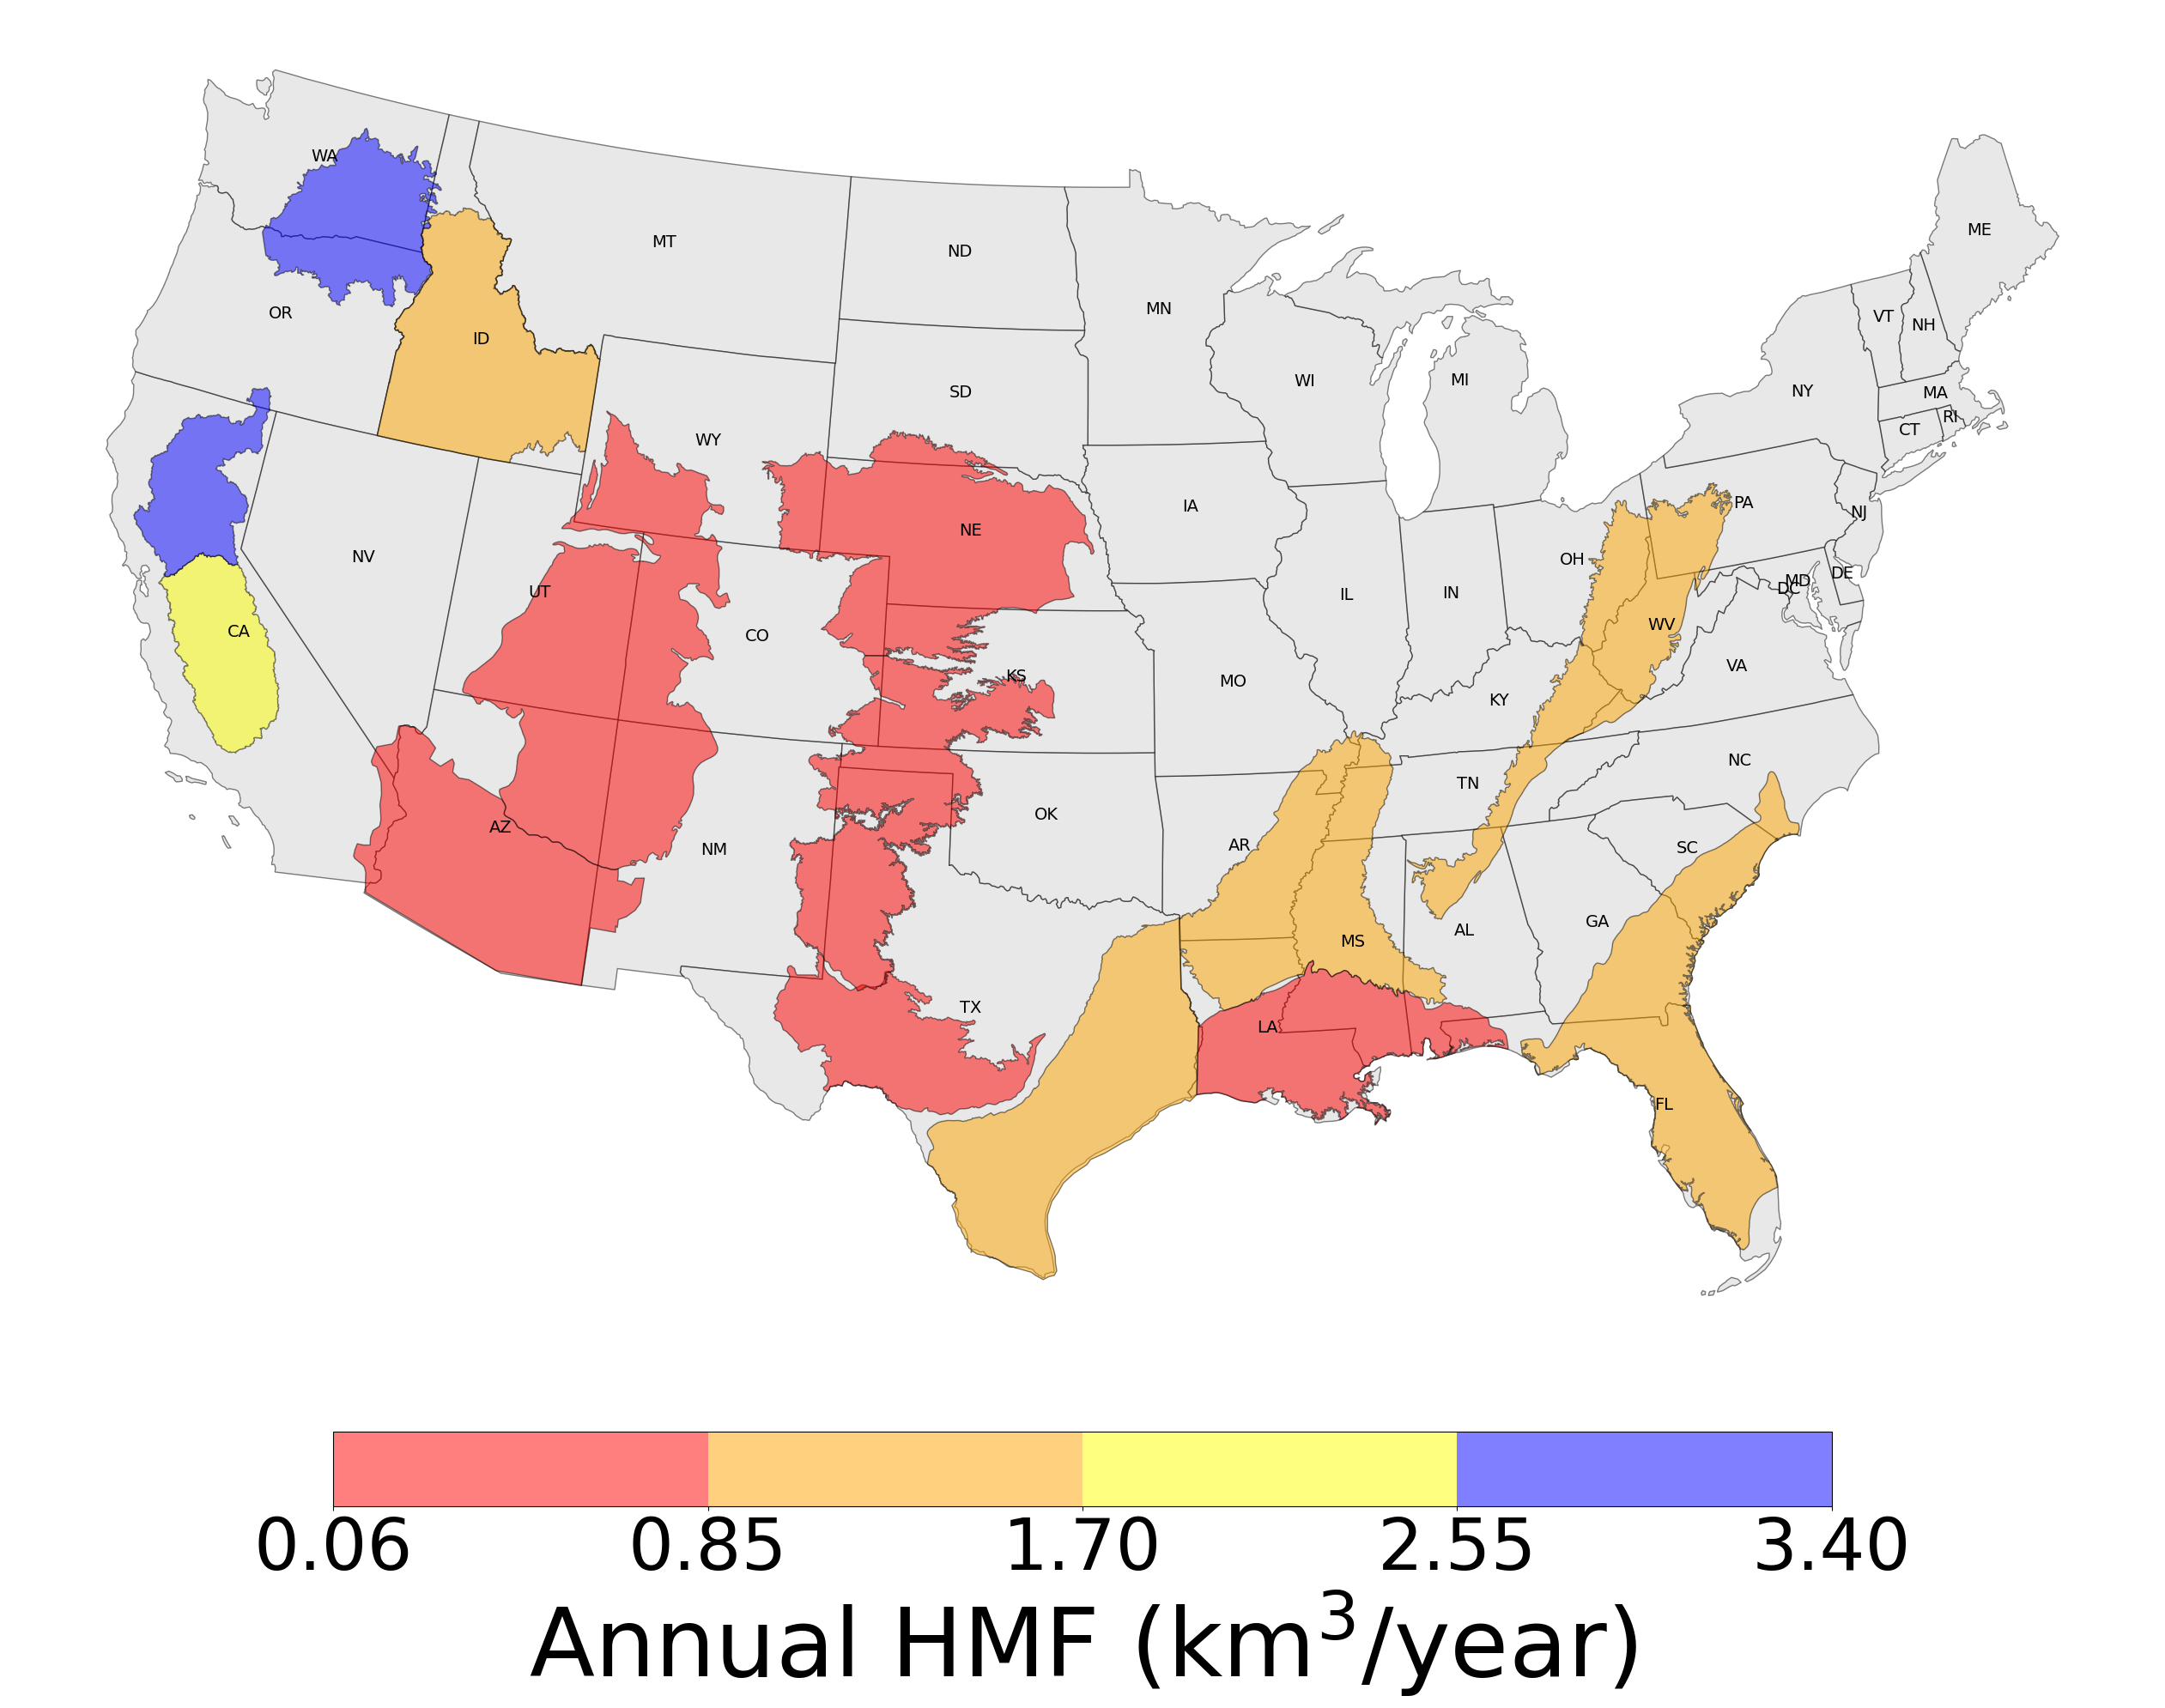 WA
ME
MT
ND
MN
OR
VT
NH
ID
WI
MI
SD
NY
MA
RI
CT
WY
PA
IA
NJ
NE
NV
OH
UT
IL
IN
MD
DE
DC
CA
CO
WV
VA
KS
MO
KY
NC
TN
OK
AZ
NM
AR
SC
GA
AL
MS
TX
LA
FL
0.06 0.85 1.70 2.55 3.40
Annual HMF (km³/year)